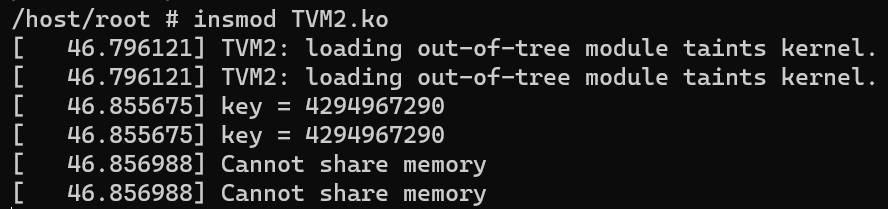 /host/root # insmod TVM2.ko
[   46.796121] TVM2: loading out-of-tree module taints kernel.
[   46.796121] TVM2: loading out-of-tree module taints kernel.
[   46.855675] key = 4294967290
[   46.855675] key = 4294967290
[   46.856988] Cannot share memory
[   46.856988] Cannot share memory